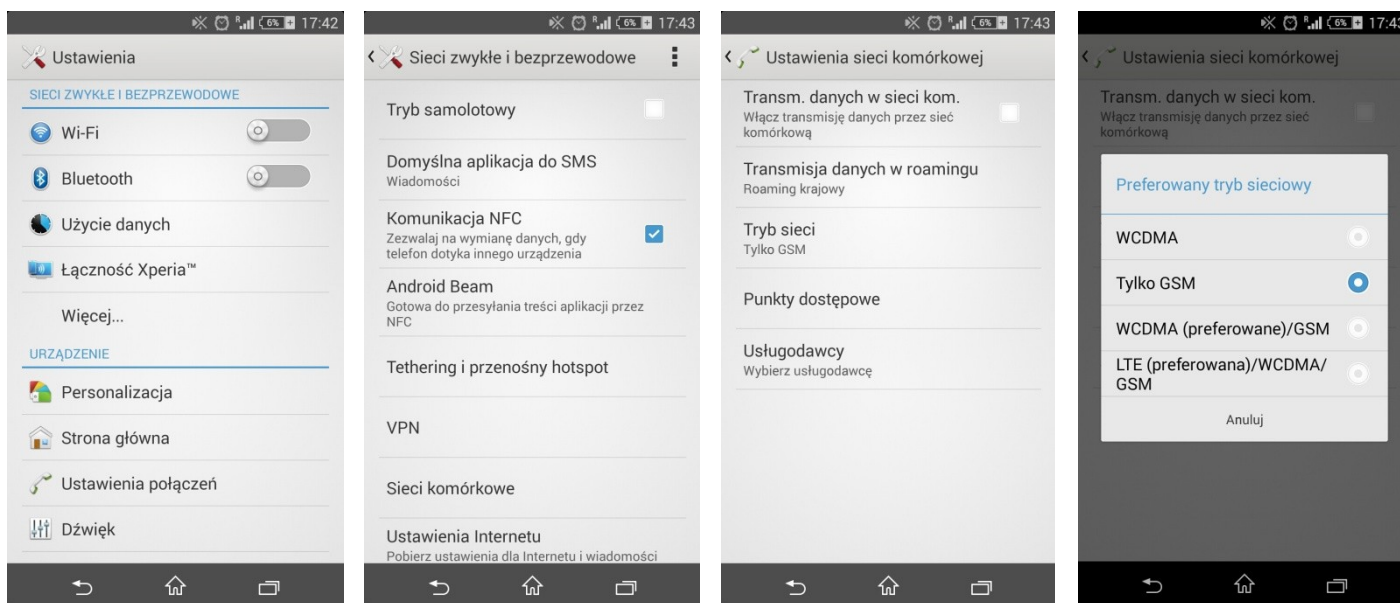 R 6% 17:42
Ustawienia
SIECI ZWYKŁE I BEZPRZEWODOWE
Wi-Fi
Bluetooth
Użycie danych
Łączność Xperia™
Więcej...
URZĄDZENIE
Personalizacja
Strona główna
Ustawienia połączeń
Dźwięk
R 6% 17:43
Sieci zwykłe i bezprzewodowe
Tryb samolotowy
Domyślna aplikacja do SMS
Wiadomości
Komunikacja NFC
Zezwalaj na wymianę danych, gdy
telefon dotyka innego urządzenia
Android Beam
Gotowa do przesyłania treści aplikacji przez
NFC
Tethering i przenośny hotspot
VPN
Sieci komórkowe
Ustawienia Internetu
Pobierz ustawienia dla Internetu i wiadomości
R 6% 17:43
Ustawienia sieci komórkowej
Transm. danych w sieci kom.
Włącz transmisję danych przez sieć
komórkową
Transmisja danych w roamingu
Roaming krajowy
Tryb sieci
Tylko GSM
Punkty dostępowe
Usługodawcy
Wybierz usługodawcę
R 6% 17:43
Ustawienia sieci komórkowej
Transm. danych w sieci kom.
Włącz transmisję danych przez sieć
komórkową
Preferowany tryb sieciowy
WCDMA
Tylko GSM
WCDMA (preferowane)/GSM
LTE (preferowana)/WCDMA/
GSM
Anuluj